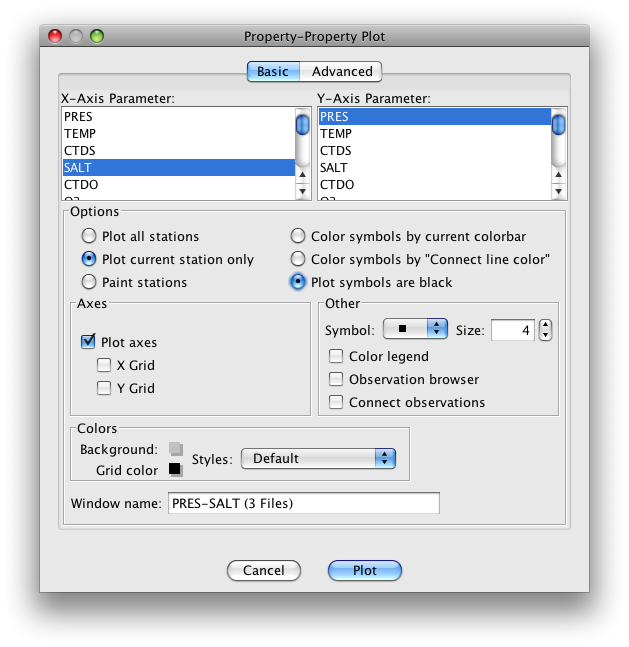 Property-Property Plot
Basic Advanced
X-Axis Parameter: Y-Axis Parameter:
PRES PRES
TEMP TEMP
CTDS CTDS
SALT SALT
CTDO CTDO
Options
Plot all stations Color symbols by current colorbar
Plot current station only Color symbols by "Connect line color"
Paint stations Plot symbols are black
Axes Other
Symbol: Size: 4
Plot axes Color legend
X Grid Observation browser
Y Grid Connect observations
Colors
Background:
Styles: Default
Grid color
Window name: PRES-SALT (3 Files)
Cancel Plot